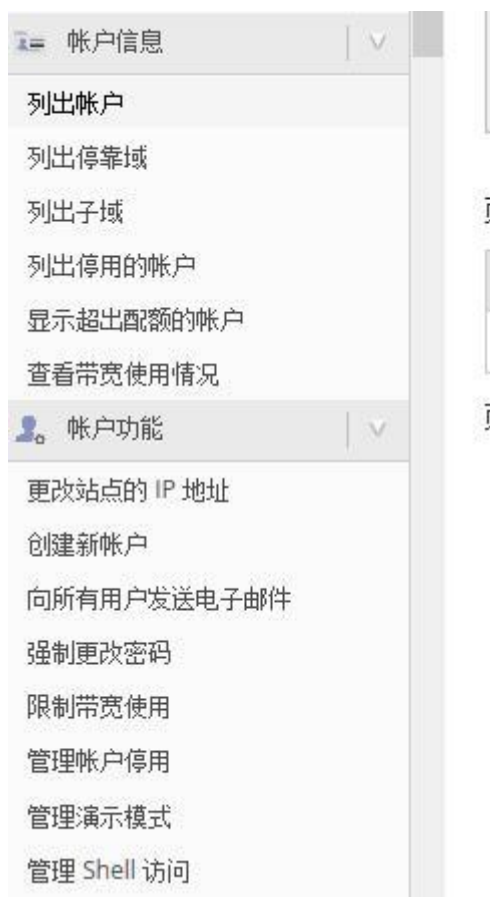 帐户信息
列出帐户
列出停靠域
列出子域
列出停用的帐户
显示超出配额的帐户
查看带宽使用情况
帐户功能
更改站点的 IP 地址
创建新帐户
向所有用户发送电子邮件
强制更改密码
限制带宽使用
管理帐户停用
管理演示模式
管理 Shell 访问